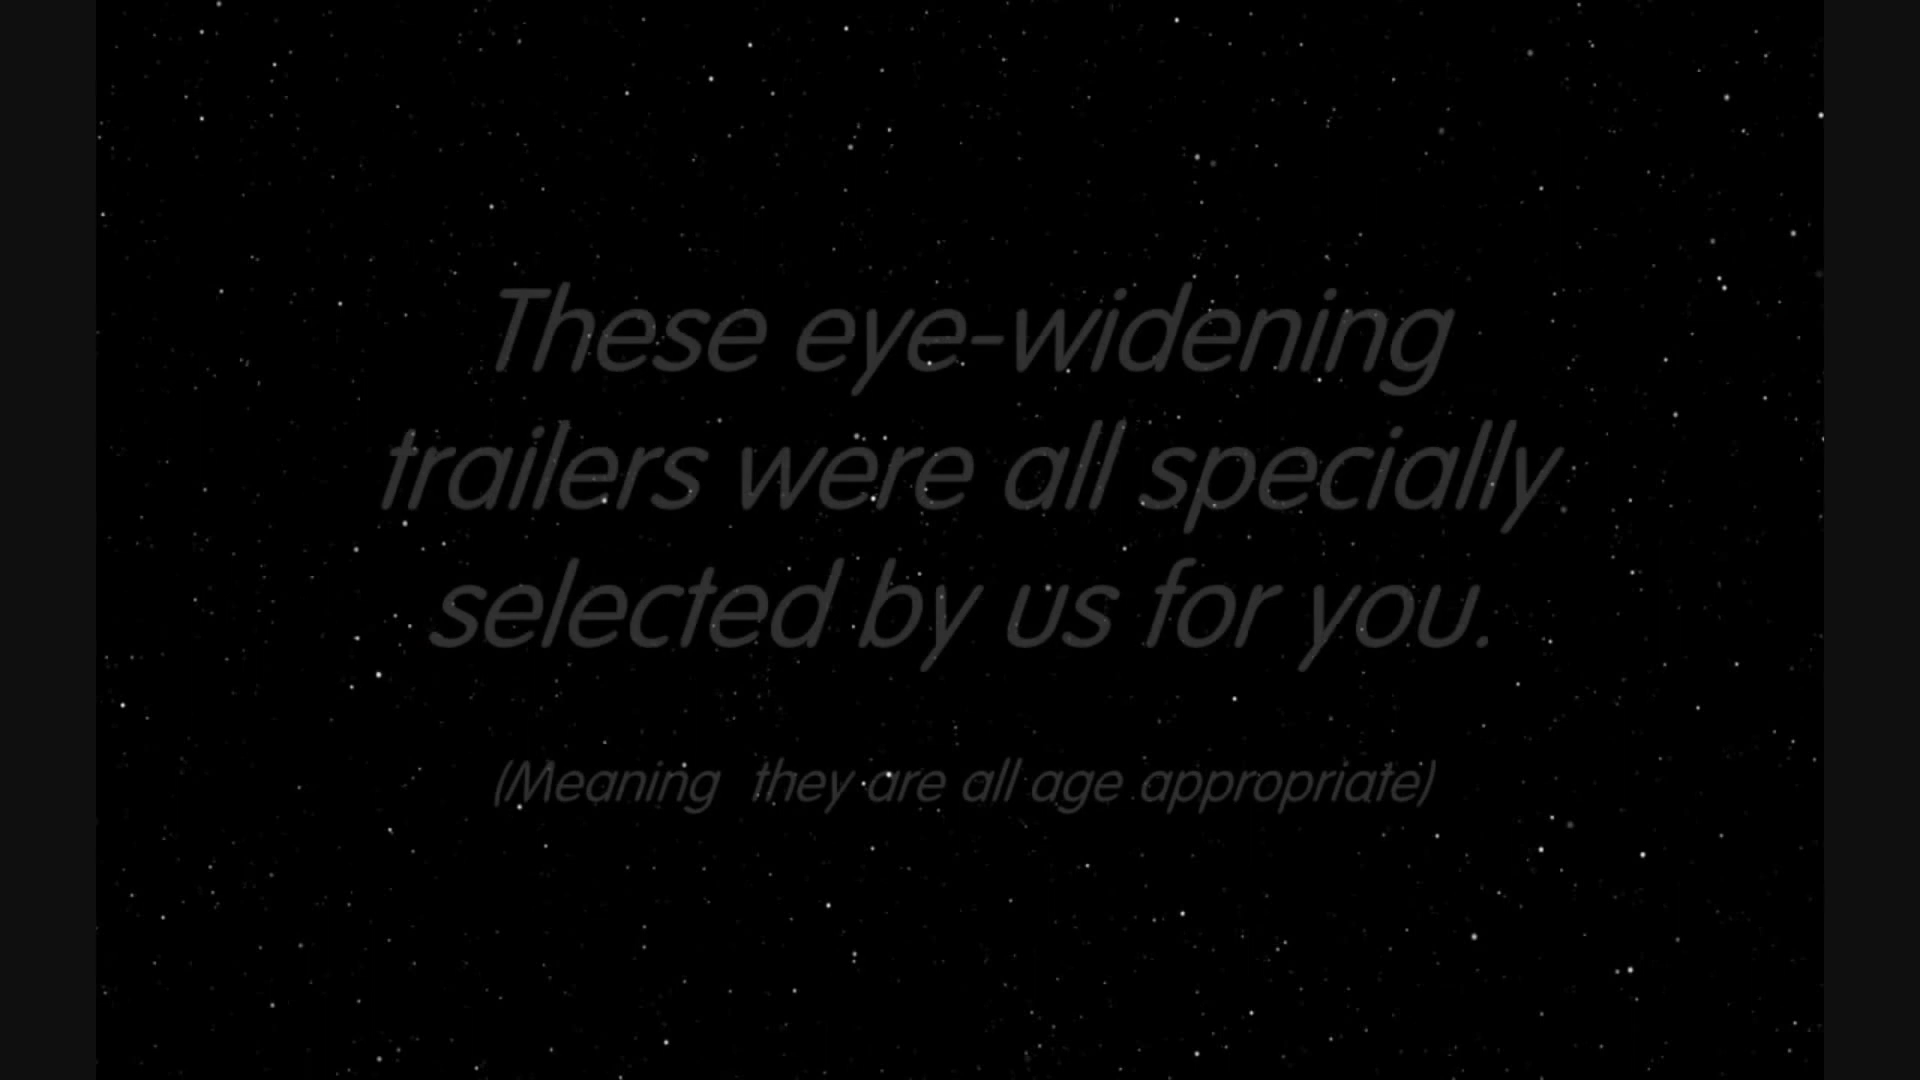 These eye-widening
trailers were all specially
selected by us for you.
(Meaning  they are all age appropriate)